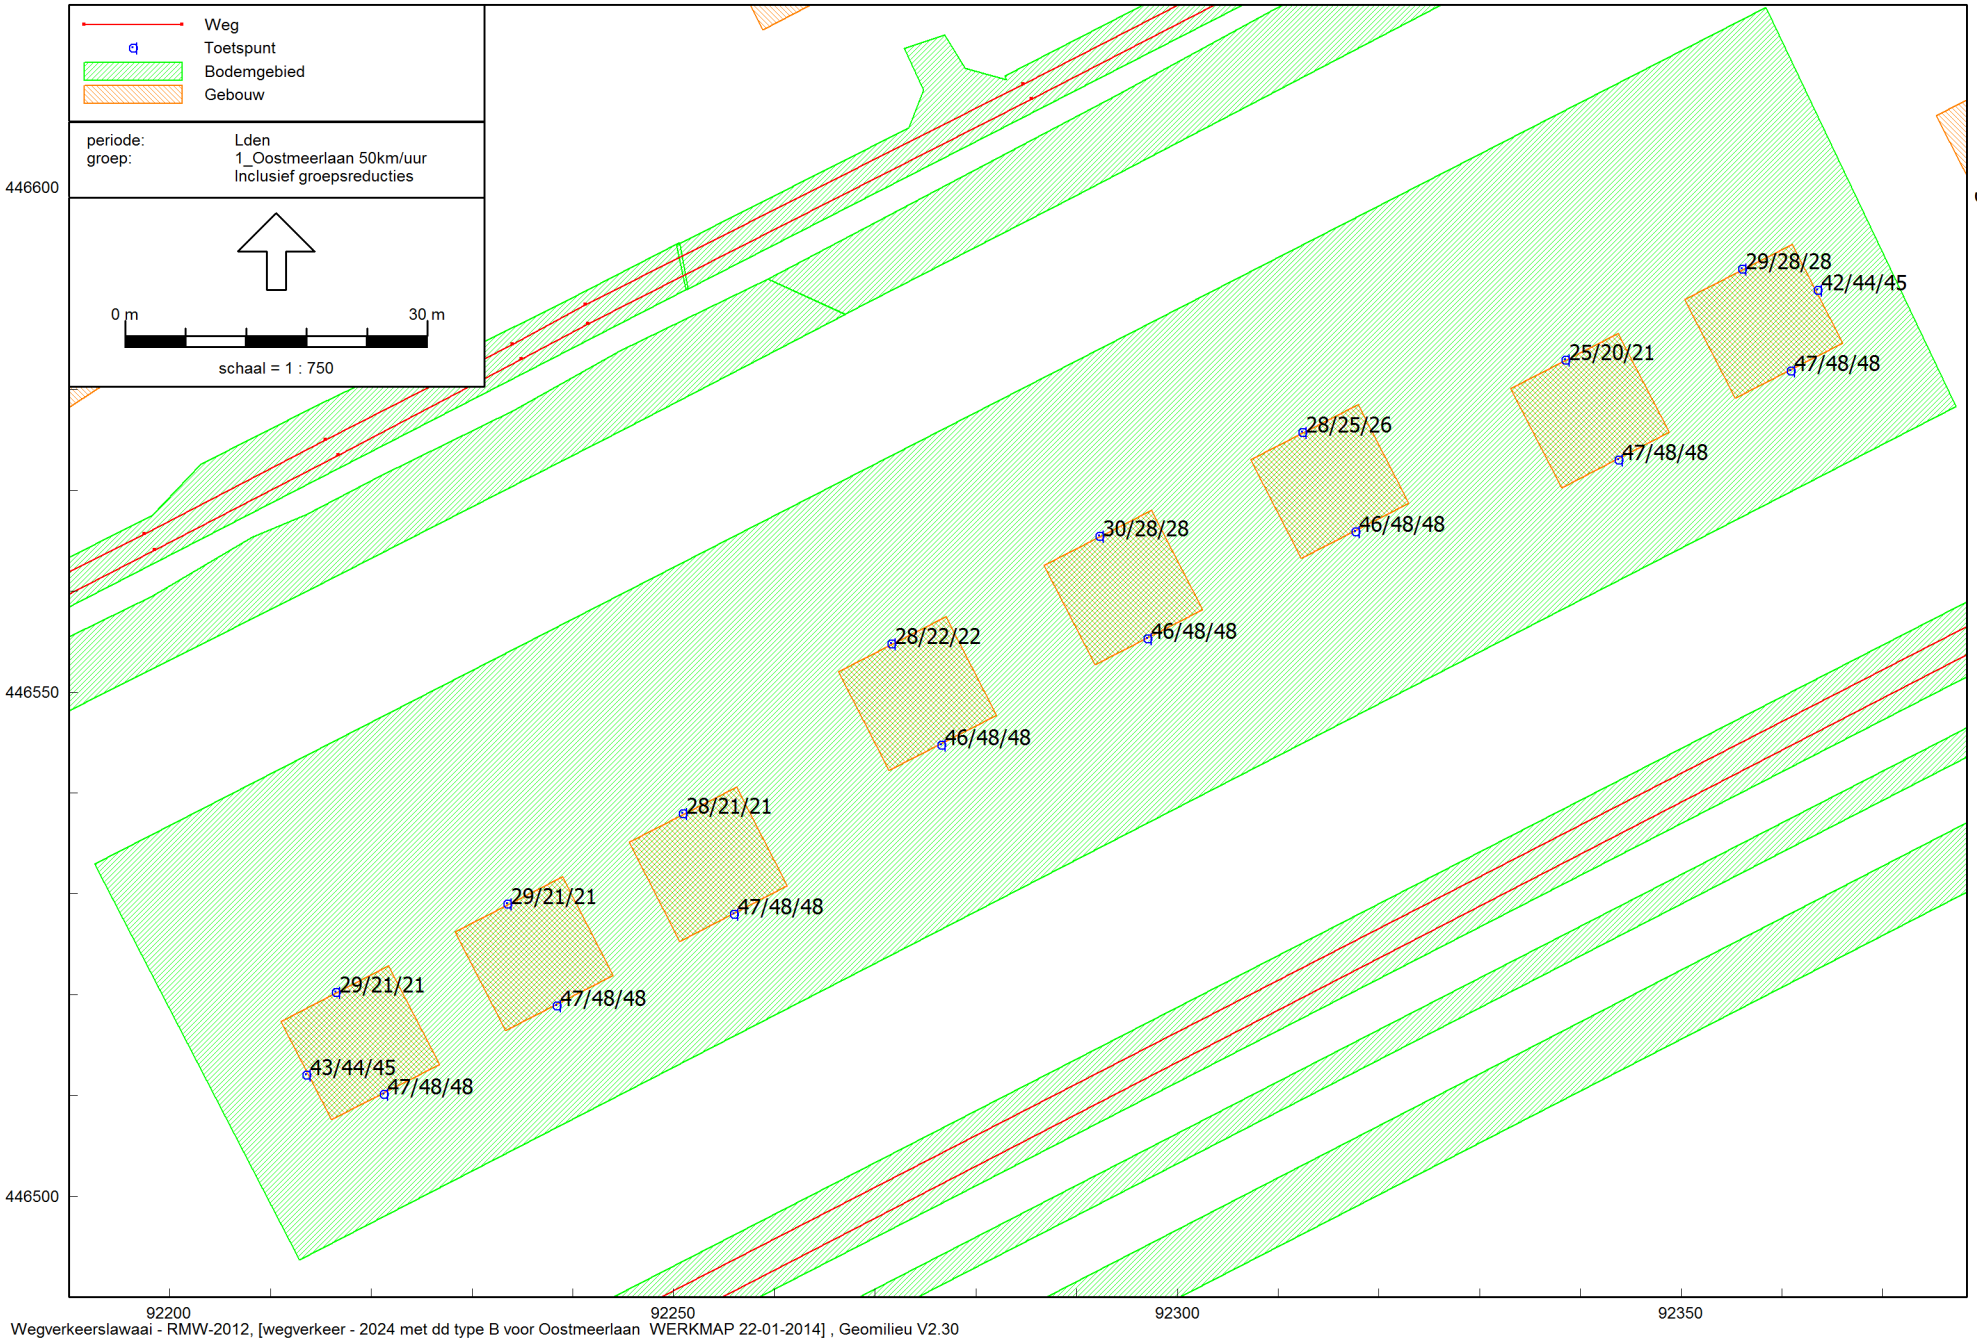 Weg
Toetspunt
Bodemgebied
Gebouw
periode: Lden
groep: 1_Oostmeerlaan 50km/uur
Inclusief groepsreducties
0 m 30 m
schaal = 1 : 750
446600
446550
446500
29/28/28
42/44/45
25/20/21
47/48/48
28/25/26
47/48/48
30/28/28
46/48/48
28/22/22
46/48/48
46/48/48
28/21/21
29/21/21
47/48/48
29/21/21
47/48/48
43/44/45
47/48/48
92200 92250 92300 92350
Wegverkeerslawaai - RMW-2012, [wegverkeer - 2024 met dd type B voor Oostmeerlaan WERKMAP 22-01-2014] , Geomilieu V2.30